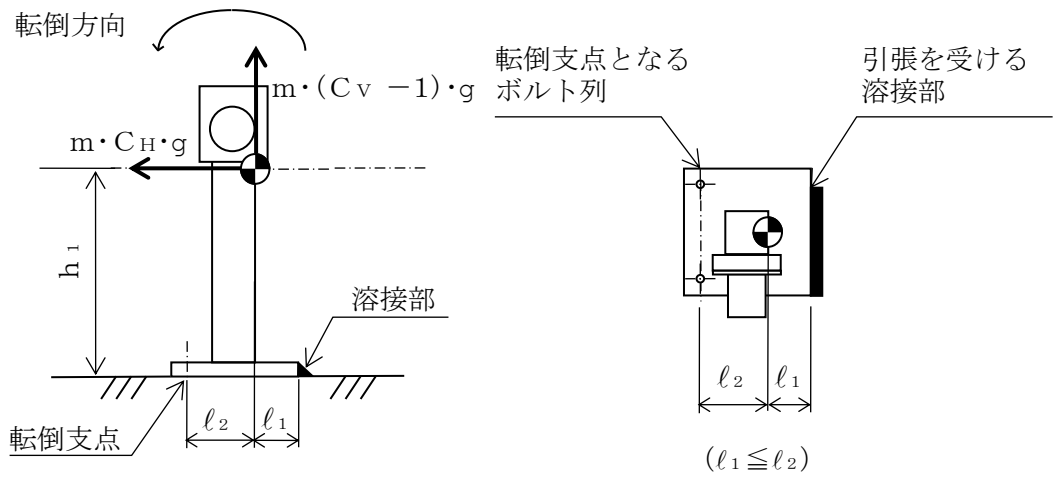 転倒方向
m・(CV －1)・g
m・CH・g
h1
溶接部
ℓ2
ℓ1
転倒支点
転倒支点となる
ボルト列
引張を受ける
溶接部
ℓ2
ℓ1
(ℓ1≦ℓ2)